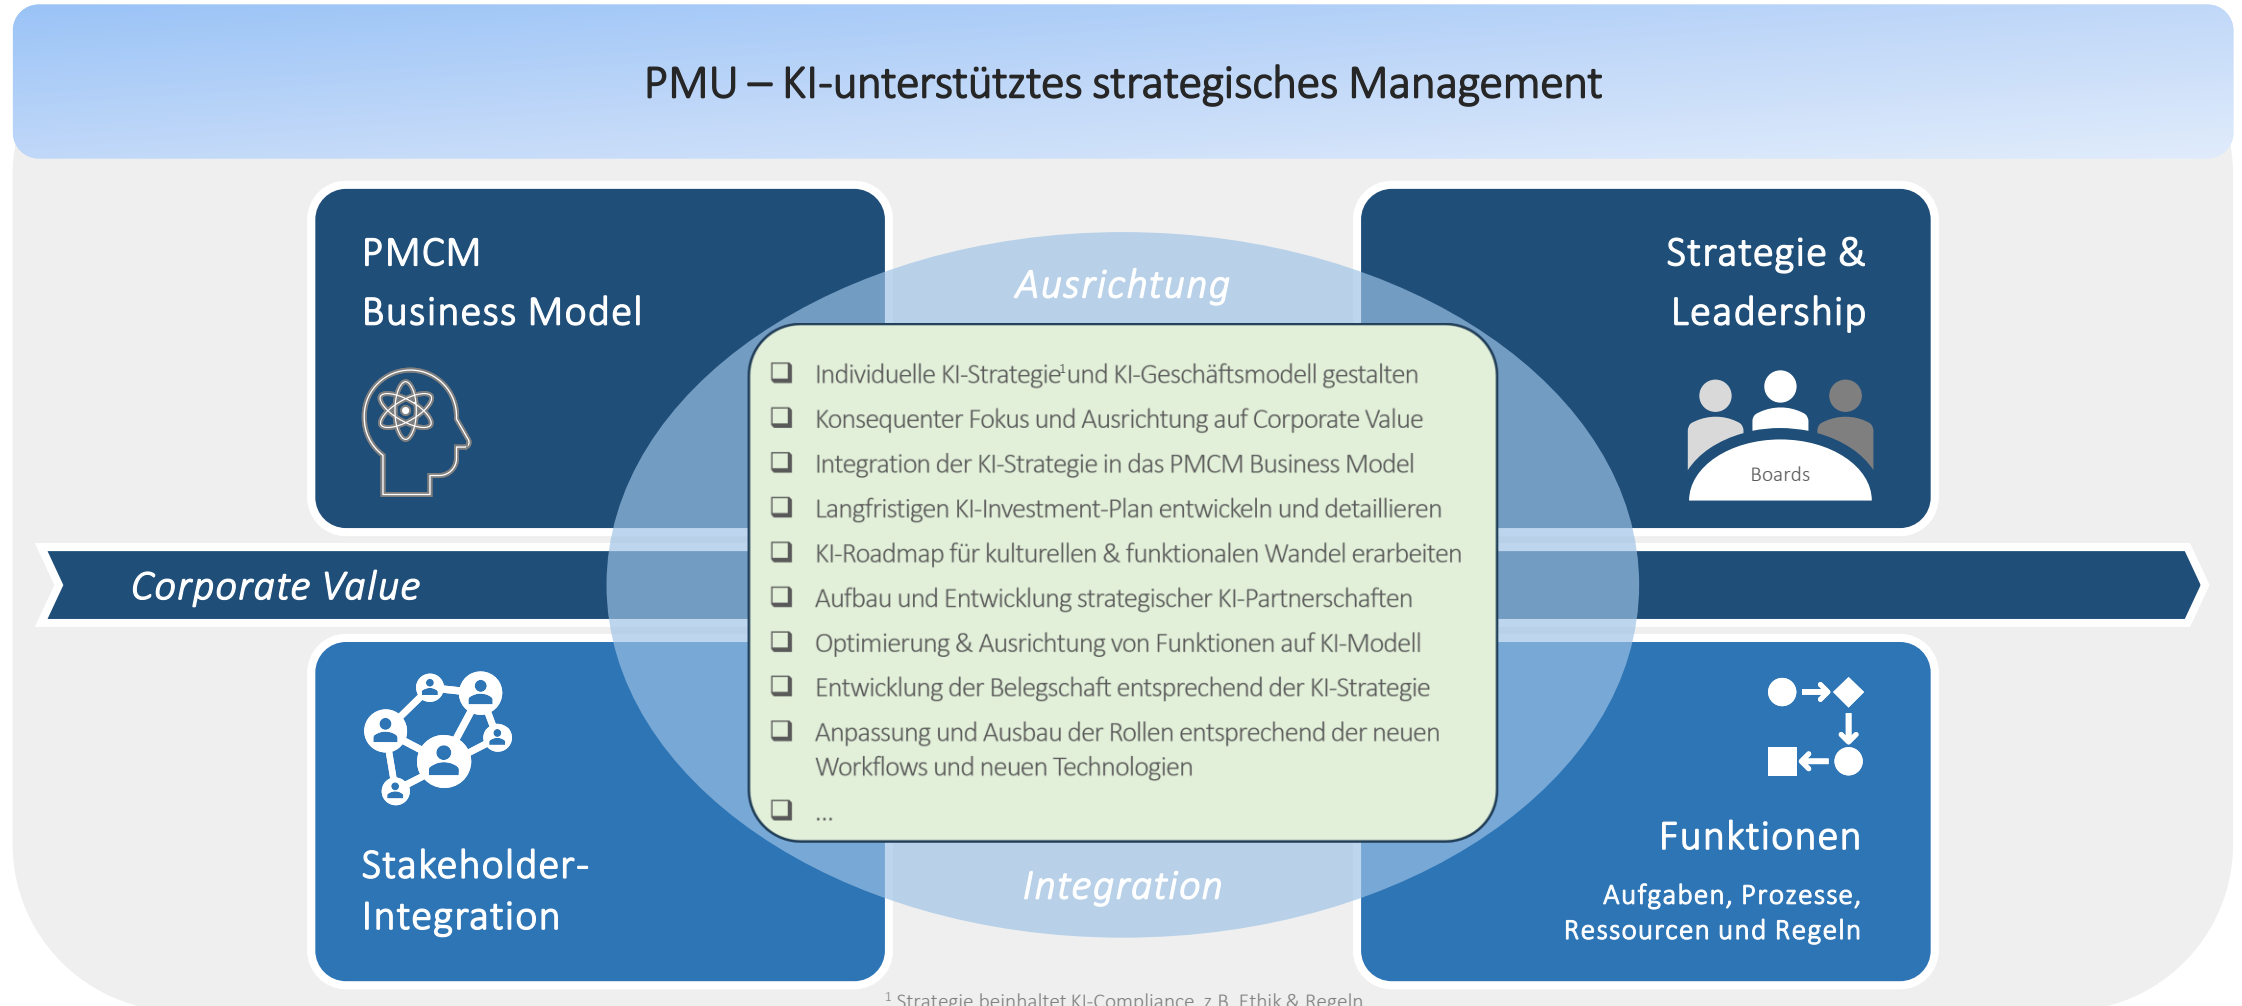 PMU – KI-unterstütztes strategisches Management
PMCM
Business Model
Strategie &
Leadership
Boards
Ausrichtung
❑ Individuelle KI-Strategie¹und KI-Geschäftsmodell gestalten
❑ Konsequenter Fokus und Ausrichtung auf Corporate Value
❑ Integration der KI-Strategie in das PMCM Business Model
❑ Langfristigen KI-Investment-Plan entwickeln und detaillieren
❑ KI-Roadmap für kulturellen & funktionalen Wandel erarbeiten
❑ Aufbau und Entwicklung strategischer KI-Partnerschaften
❑ Optimierung & Ausrichtung von Funktionen auf KI-Modell
❑ Entwicklung der Belegschaft entsprechend der KI-Strategie
❑ Anpassung und Ausbau der Rollen entsprechend der neuen
Workflows und neuen Technologien
❑ ...
Corporate Value
Integration
Stakeholder-
Integration
Funktionen
Aufgaben, Prozesse,
Ressourcen und Regeln
¹ Strategie beinhaltet KI-Compliance, z.B. Ethik & Regeln